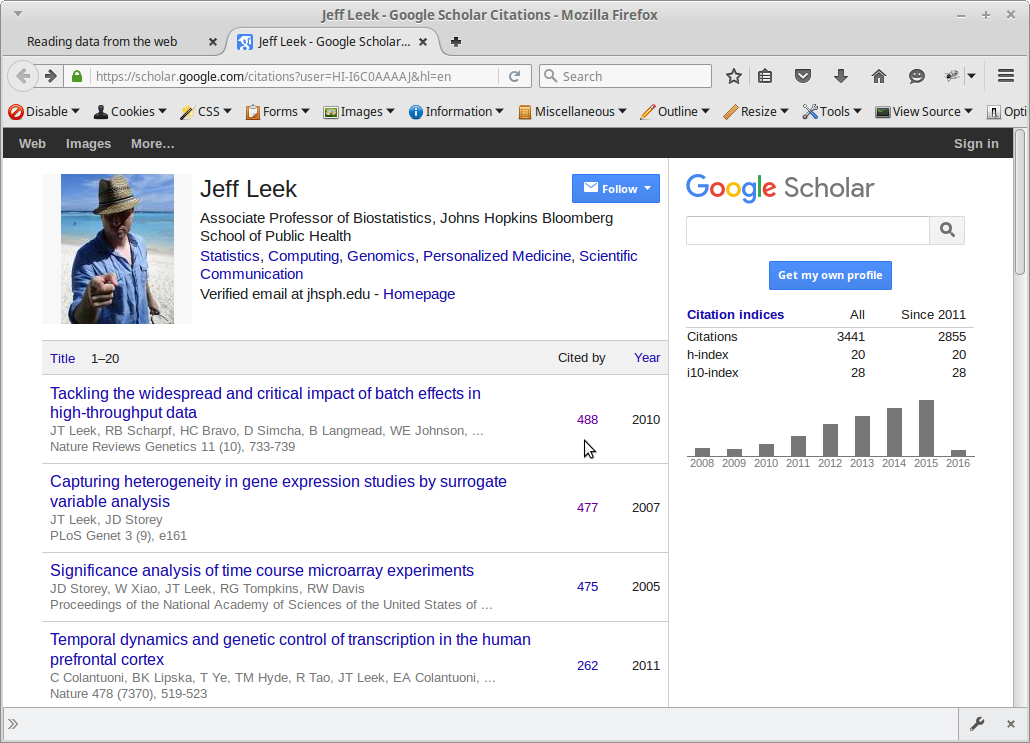 Jeff Leek - Google Scholar Citations - Mozilla Firefox
Reading data from the web
Jeff Leek - Google Scholar...
https://scholar.google.com/citations?user=HI-I6C0AAAAJ&hl=en
Search
Disable Cookies CSS Forms Images Information Miscellaneous Outline Resize Tools View Source Opti
Web Images More... Sign in
Jeff Leek
Follow
Associate Professor of Biostatistics, Johns Hopkins Bloomberg
School of Public Health
Statistics, Computing, Genomics, Personalized Medicine, Scientific
Communication
Verified email at jhsph.edu - Homepage
Title 1–20 Cited by Year
Tackling the widespread and critical impact of batch effects in
high-throughput data
JT Leek, RB Scharpf, HC Bravo, D Simcha, B Langmead, WE Johnson, ...
Nature Reviews Genetics 11 (10), 733-739
488 2010
Capturing heterogeneity in gene expression studies by surrogate
variable analysis
JT Leek, JD Storey
PLoS Genet 3 (9), e161
477 2007
Significance analysis of time course microarray experiments
JD Storey, W Xiao, JT Leek, RG Tompkins, RW Davis
Proceedings of the National Academy of Sciences of the United States of ...
475 2005
Temporal dynamics and genetic control of transcription in the human
prefrontal cortex
C Colantuoni, BK Lipska, T Ye, TM Hyde, R Tao, JT Leek, EA Colantuoni, ...
Nature 478 (7370), 519-523
262 2011
Google Scholar
Get my own profile
Citation indices All Since 2011
Citations 3441 2855
h-index 20 20
i10-index 28 28
2008 2009 2010 2011 2012 2013 2014 2015 2016